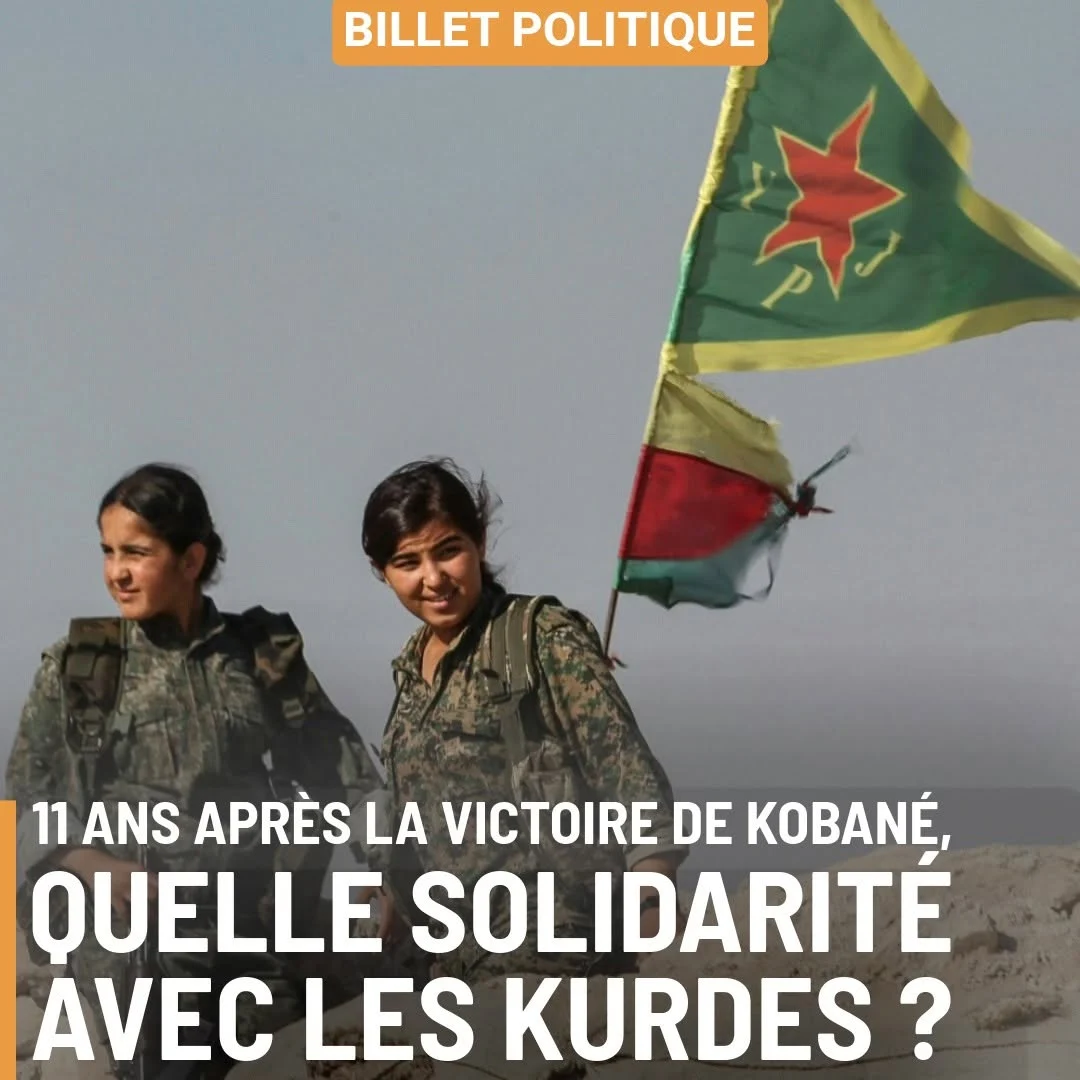 BILLET POLITIQUE
Y
P
J
11 ANS APRÈS LA VICTOIRE DE KOBANÉ,
QUELLE SOLIDARITÉ
AVEC LES KURDES ?